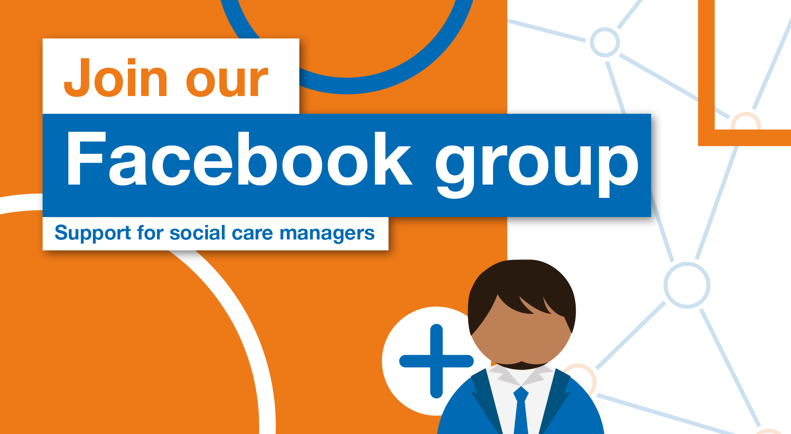 Join our
Facebook group
Support for social care managers